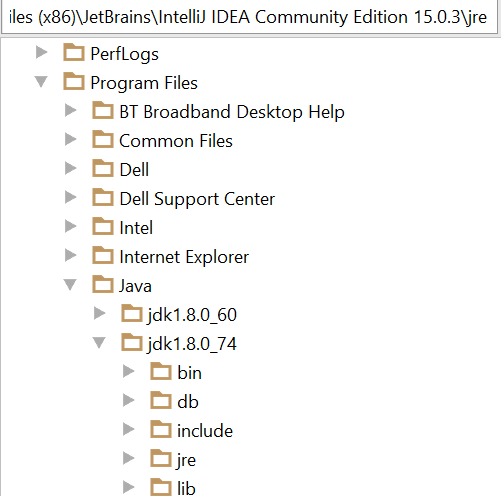 iles (x86)\JetBrains\IntelliJ IDEA Community Edition 15.0.3\jre
PerfLogs
Program Files
BT Broadband Desktop Help
Common Files
Dell
Dell Support Center
Intel
Internet Explorer
Java
jdk1.8.0_60
jdk1.8.0_74
bin
db
include
jre
lib